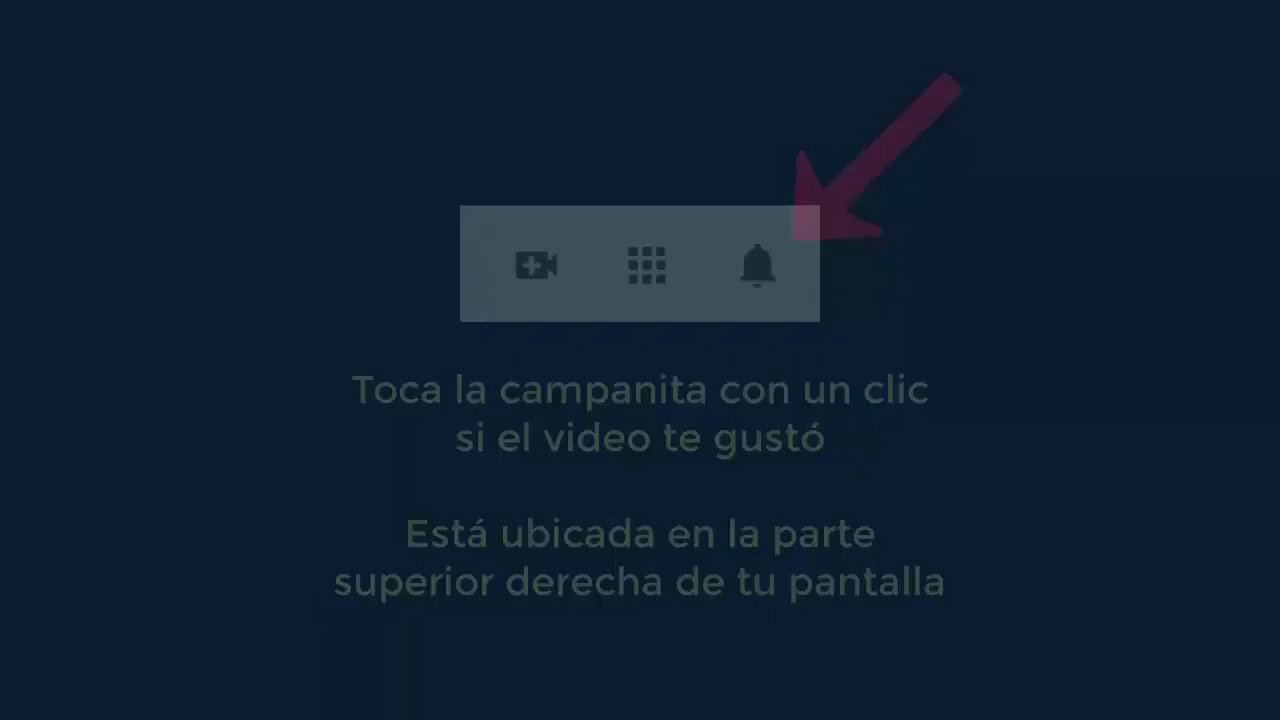 Toca la campanita con un clic
si el video te gustó
Está ubicada en la parte
superior derecha de tu pantalla